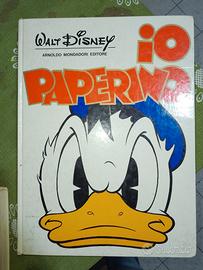 WALT DISNEY
ARNOLDO MONDADORI EDITORE
iO
PAPERINO